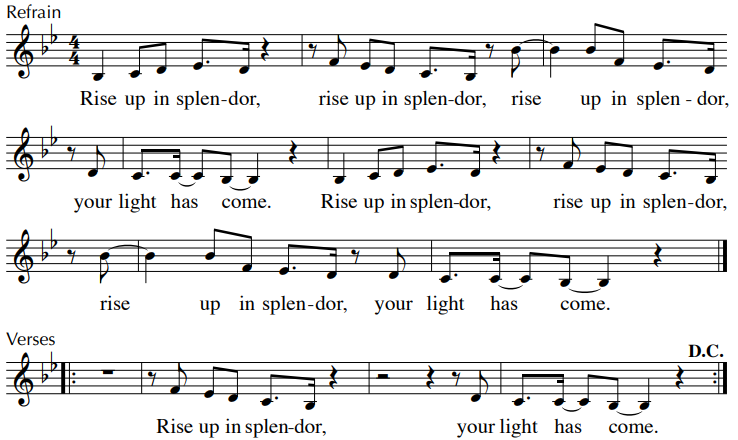 Refrain
Rise up in splen-dor, rise up in splen-dor, rise up in splen - dor,
your light has come. Rise up in splen-dor, rise up in splen-dor,
rise up in splen-dor, your light has come.
Verses
D.C.
Rise up in splen-dor, your light has come.